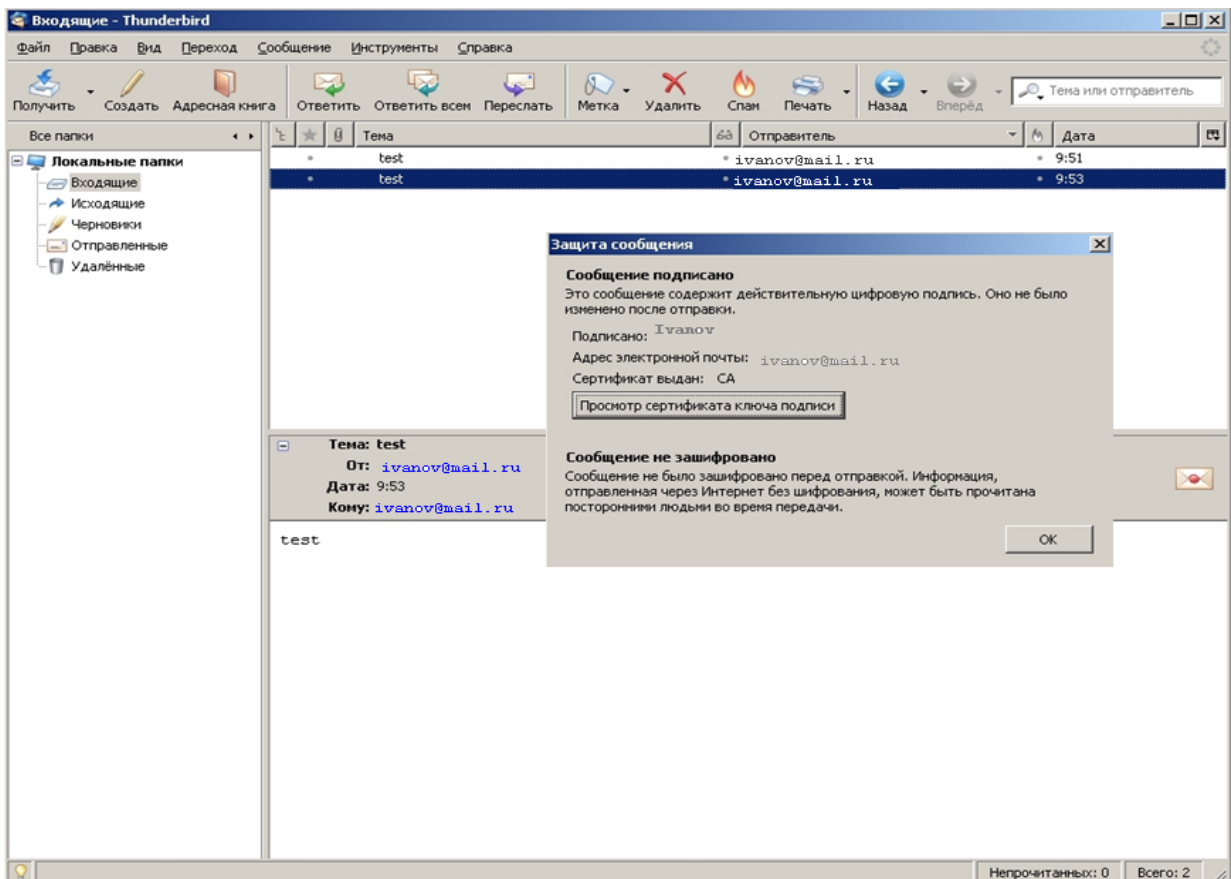 Входящие - Thunderbird
Файл Правка Вид Переход Сообщение Инструменты Справка
Получить Создать Адресная книга Ответить Ответить всем Переслать Метка Удалить Спам Печать Назад Вперёд Тема или отправитель
Все папки Тема Отправитель Дата
Локальные папки
Входящие
Исходящие
Черновики
Отправленные
Удалённые
test ivanov@mail.ru 9:51
test ivanov@mail.ru 9:53
Защита сообщения
Сообщение подписано
Это сообщение содержит действительную цифровую подпись. Оно не было
изменено после отправки.
Подписано: Ivanov
Адрес электронной почты: ivanov@mail.ru
Сертификат выдан: CA
Просмотр сертификата ключа подписи
Сообщение не зашифровано
Сообщение не было зашифровано перед отправкой. Информация,
отправленная через Интернет без шифрования, может быть прочитана
посторонними людьми во время передачи.
OK
Тема: test
От: ivanov@mail.ru
Дата: 9:53
Кому: ivanov@mail.ru
test
Непрочитанных: 0 Всего: 2